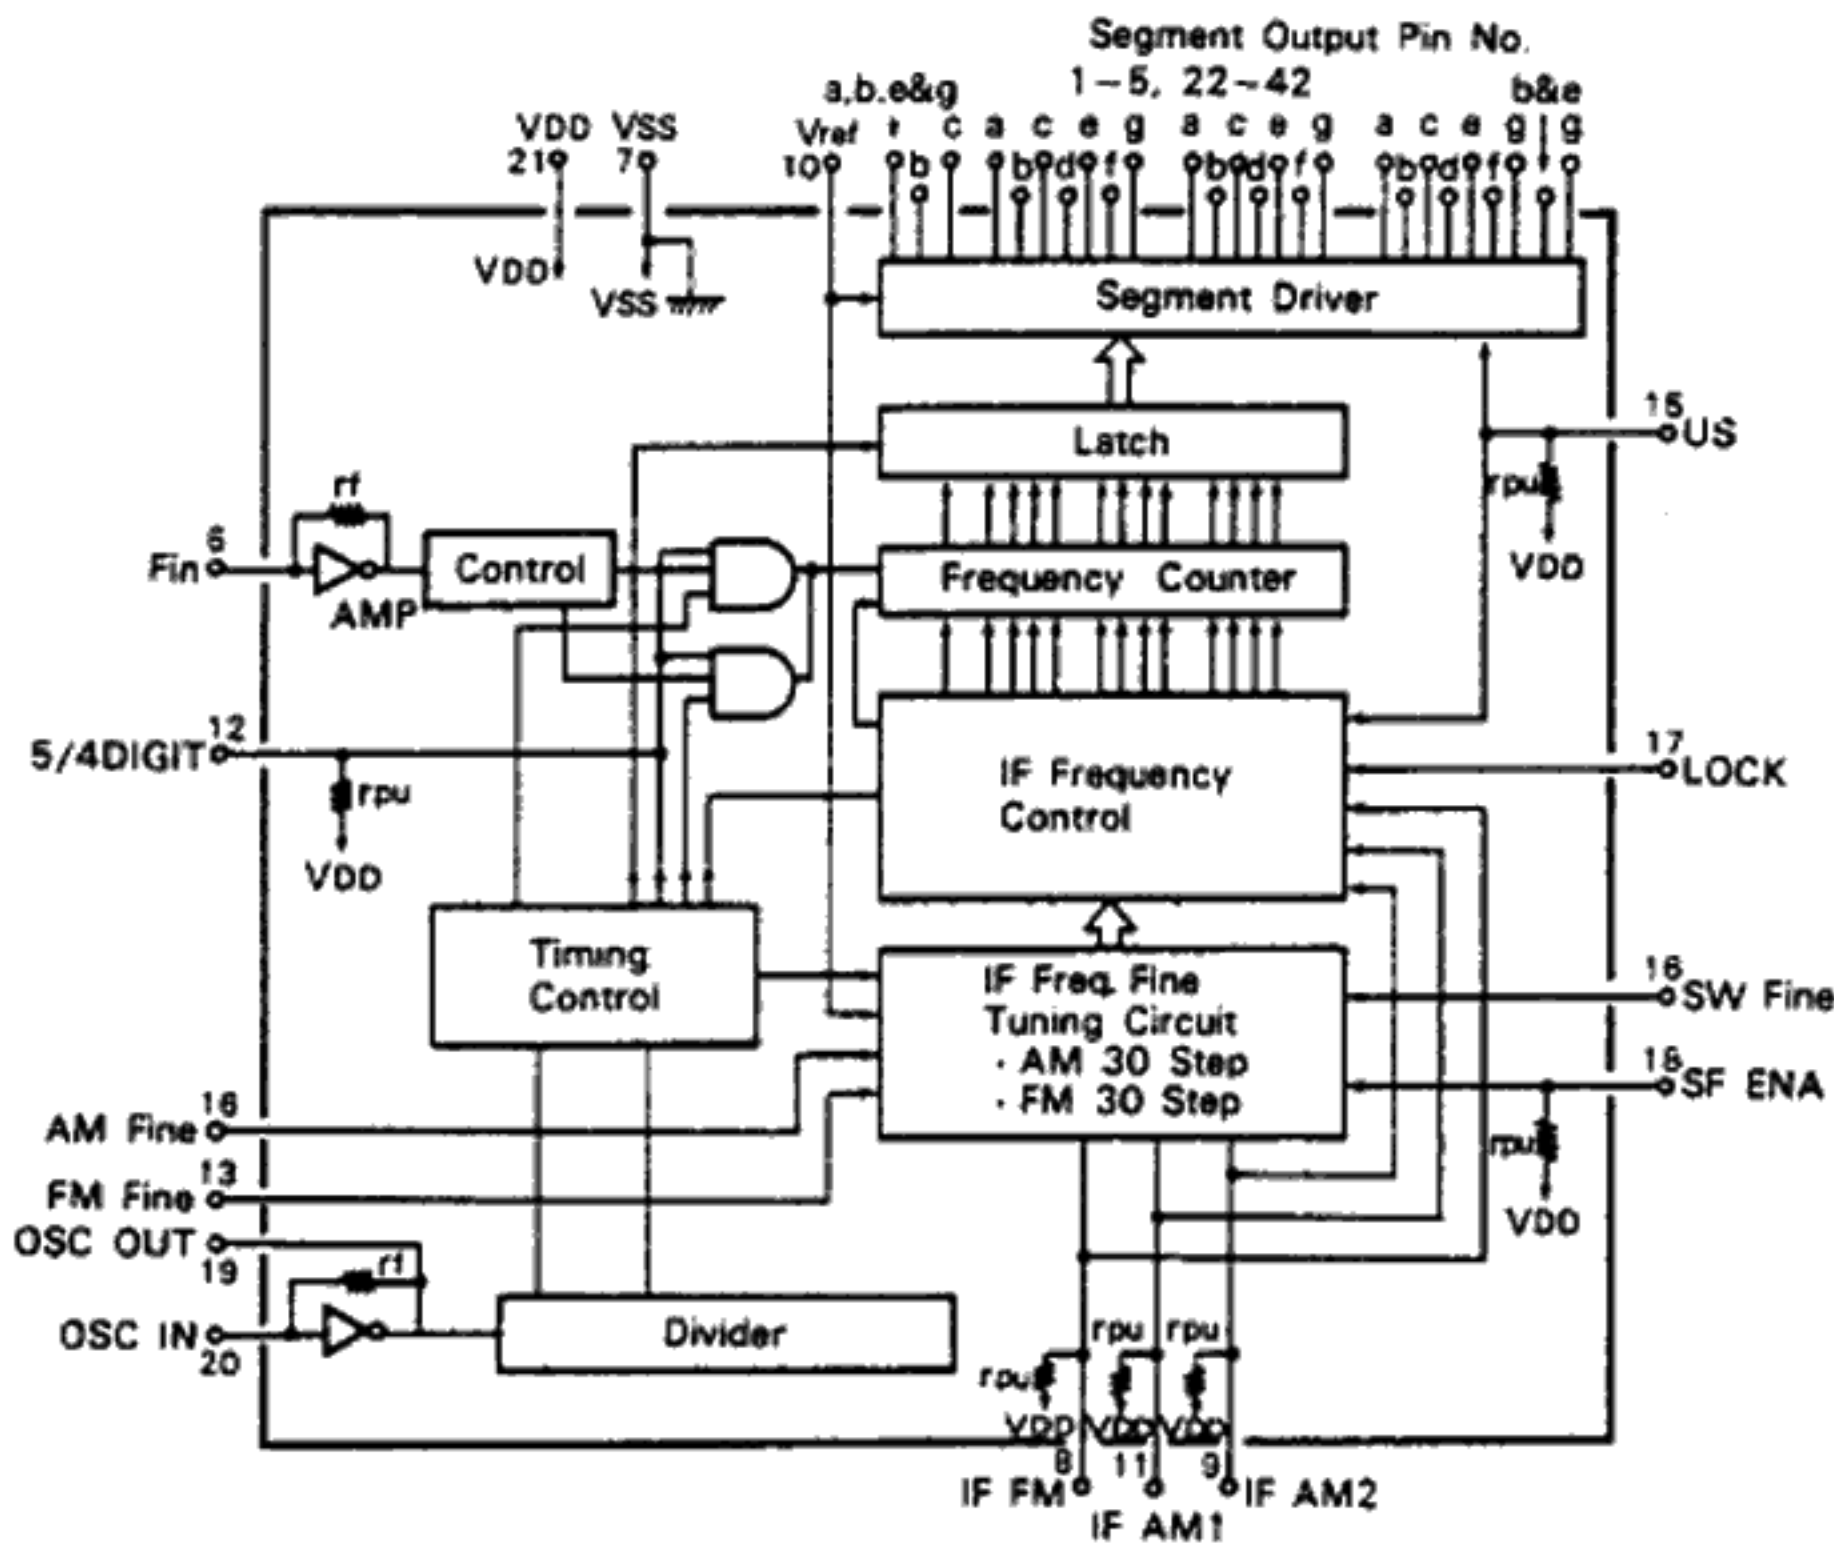 Segment Output Pin No.
1-5, 22~42
a,b.e&g
b&e
VDD VSS
Vref
c a c e g a c e g a c e g g
21 7
10
b b d f b d f b d f
VDD
VSS
Segment Driver
Latch
15
US
rpu
VDD
rf
6
Fin
AMP
Control
Frequency Counter
12
5/4DIGIT
rpu
VDD
IF Frequency
Control
17
LOCK
Timing
Control
IF Freq. Fine
Tuning Circuit
· AM 30 Step
· FM 30 Step
16
SW Fine
18
SF ENA
rpu
VDD
16
AM Fine
13
FM Fine
OSC OUT
19
rf
OSC IN
20
Divider
rpu rpu
rpu
VDD VDD VDD
8 11 9
IF FM
IF AM2
IF AM1